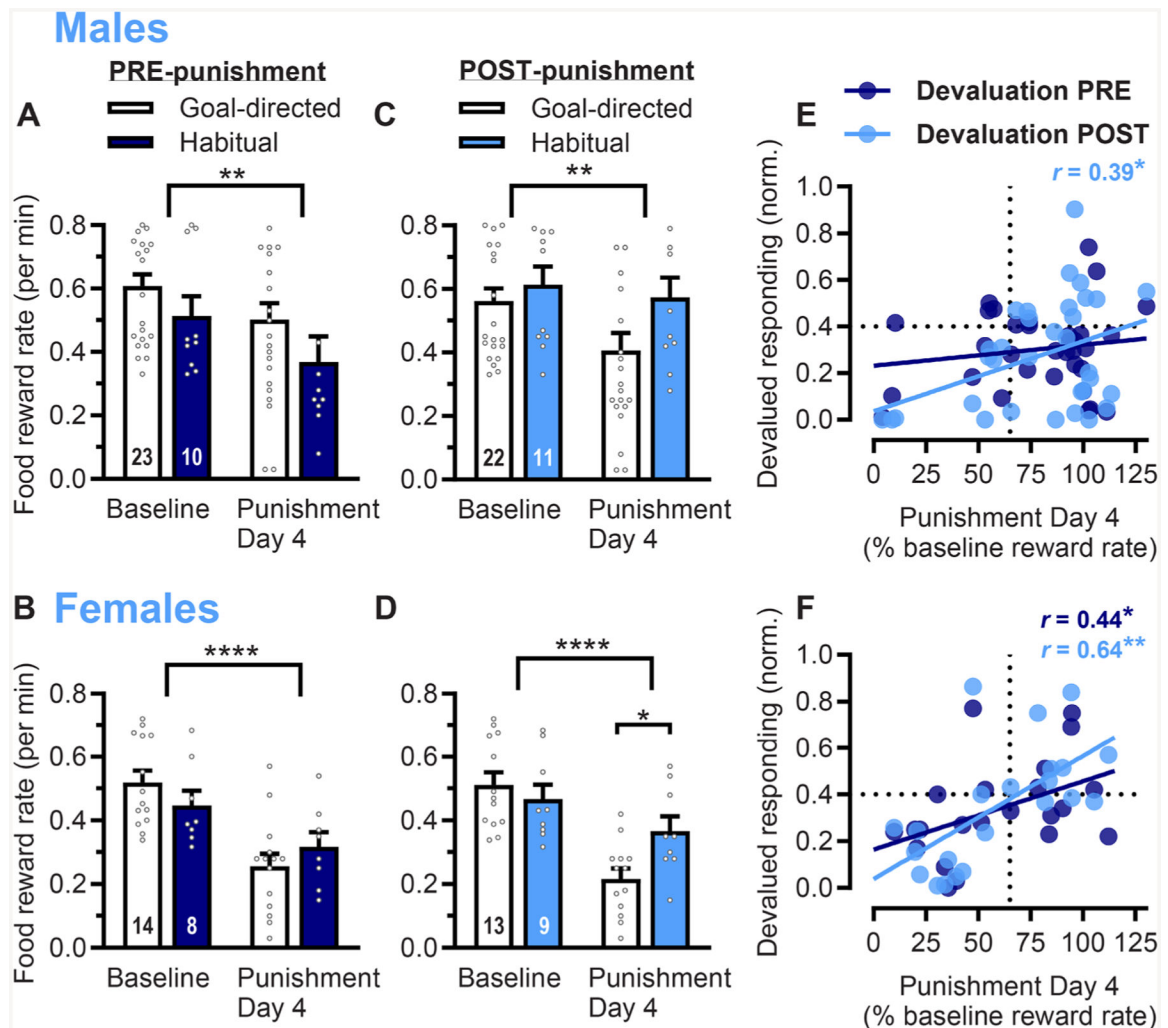 Males
PRE-punishment
Goal-directed
Habitual
POST-punishment
Goal-directed
Habitual
Devaluation PRE
Devaluation POST
A
**
Food reward rate (per min)
0.8
0.6
0.4
0.2
0.0
23
10
Baseline
Punishment
Day 4
C
**
0.8
0.6
0.4
0.2
0.0
22
11
Baseline
Punishment
Day 4
E
r = 0.39*
Devalued responding (norm.)
1.0
0.8
0.6
0.4
0.2
0.0
0 25 50 75 100 125
Punishment Day 4
(% baseline reward rate)
B
Females
****
Food reward rate (per min)
0.8
0.6
0.4
0.2
0.0
14
8
Baseline
Punishment
Day 4
D
****
*
0.8
0.6
0.4
0.2
0.0
13
9
Baseline
Punishment
Day 4
F
r = 0.44*
r = 0.64**
Devalued responding (norm.)
1.0
0.8
0.6
0.4
0.2
0.0
0 25 50 75 100 125
Punishment Day 4
(% baseline reward rate)